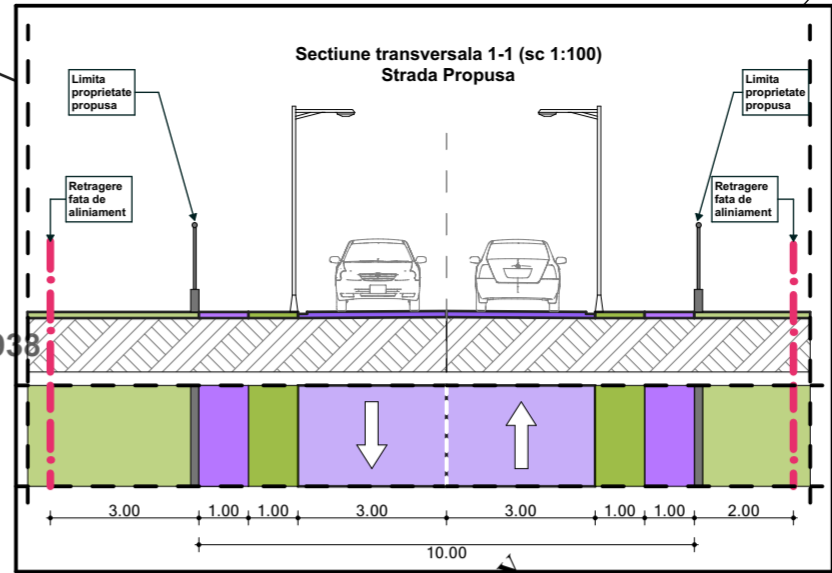 Sectiune transversala 1-1 (sc 1:100)
Strada Propusa
Limita
proprietate
propusa
Limita
proprietate
propusa
Retragere
fata de
aliniament
Retragere
fata de
aliniament
038
3.00 1.00 1.00 3.00 3.00 1.00 1.00 2.00
10.00